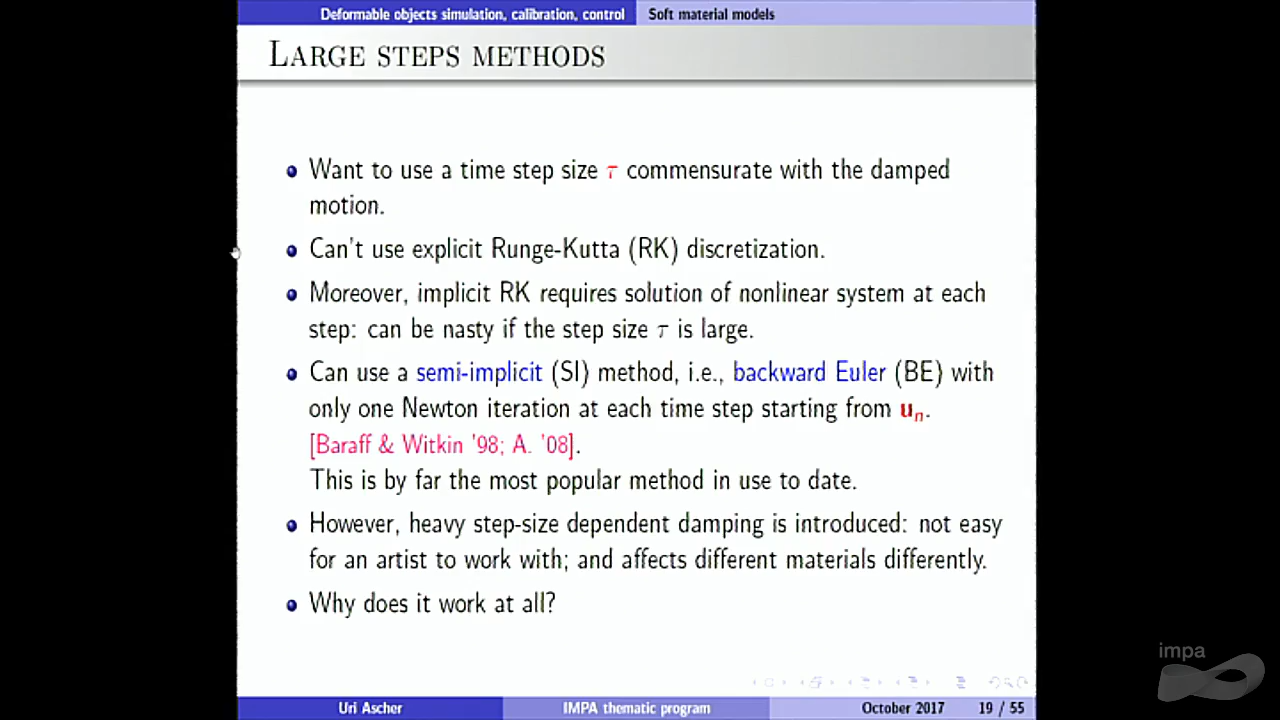 Deformable objects simulation, calibration, control Soft material models
LARGE STEPS METHODS
Want to use a time step size τ commensurate with the damped
motion.
Can't use explicit Runge-Kutta (RK) discretization.
Moreover, implicit RK requires solution of nonlinear system at each
step: can be nasty if the step size τ is large.
Can use a semi-implicit (SI) method, i.e., backward Euler (BE) with
only one Newton iteration at each time step starting from uₙ.
[Baraff & Witkin '98; A. '08].
This is by far the most popular method in use to date.
However, heavy step-size dependent damping is introduced: not easy
for an artist to work with; and affects different materials differently.
Why does it work at all?
impa
Uri Ascher IMPA thematic program October 2017 19 / 55